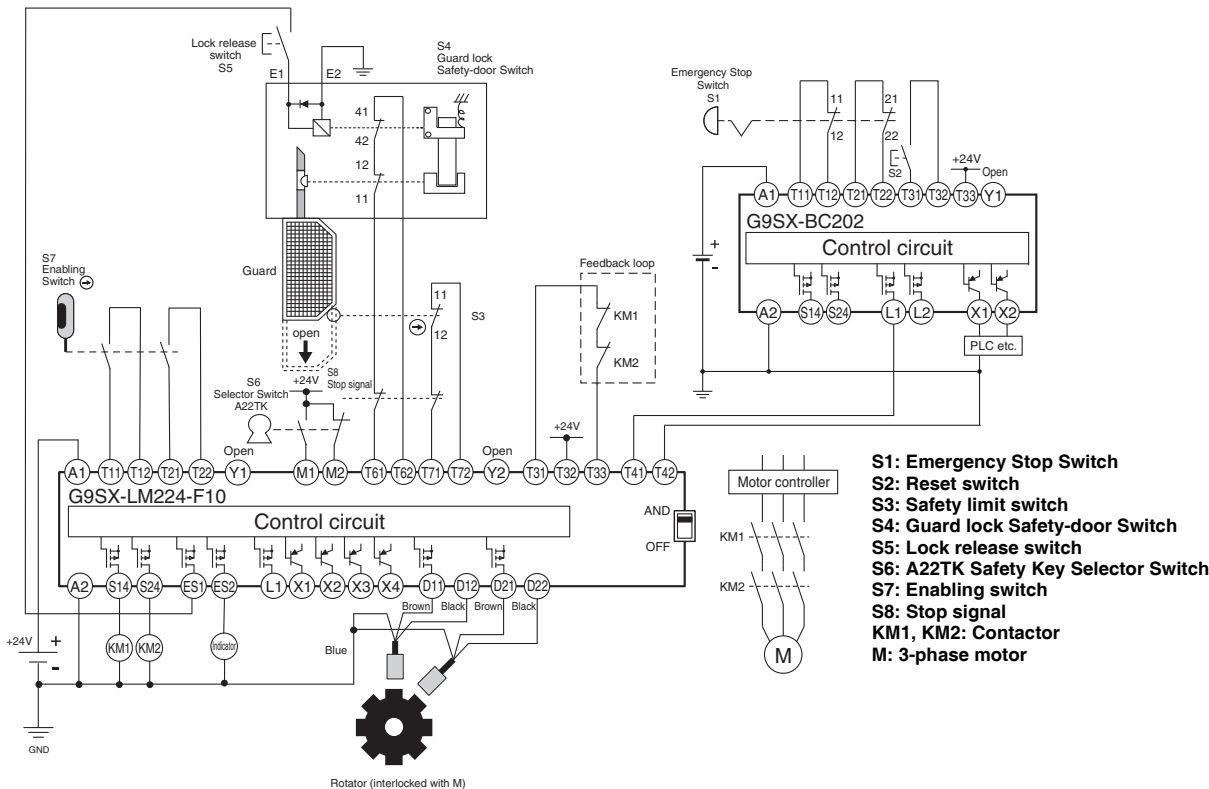 Lock release
switch
S5
E1
E2
S4
Guard lock
Safety-door Switch
41
42
12
11
Emergency Stop
Switch
S1
11
12
21
22
S2
+24V
Open
A1
T11
T12
T21
T22
T31
T32
T33
Y1
G9SX-BC202
Control circuit
+
-
A2
S14
S24
L1
L2
X1
X2
PLC etc.
S7
Enabling
Switch
Guard
open
11
12
S3
Feedback loop
KM1
KM2
S6
Selector Switch
A22TK
+24V
S8
Stop signal
+24V
Open
Open
A1
T11
T12
T21
T22
Y1
M1
M2
T61
T62
T71
T72
Y2
T31
T32
T33
T41
T42
G9SX-LM224-F10
Control circuit
AND
OFF
A2
S14
S24
ES1
ES2
L1
X1
X2
X3
X4
D11
D12
D21
D22
Brown
Black
Brown
Black
+24V
+
-
KM1
KM2
Indicator
Blue
GND
Rotator (interlocked with M)
Motor controller
KM1
KM2
M
S1: Emergency Stop Switch
S2: Reset switch
S3: Safety limit switch
S4: Guard lock Safety-door Switch
S5: Lock release switch
S6: A22TK Safety Key Selector Switch
S7: Enabling switch
S8: Stop signal
KM1, KM2: Contactor
M: 3-phase motor